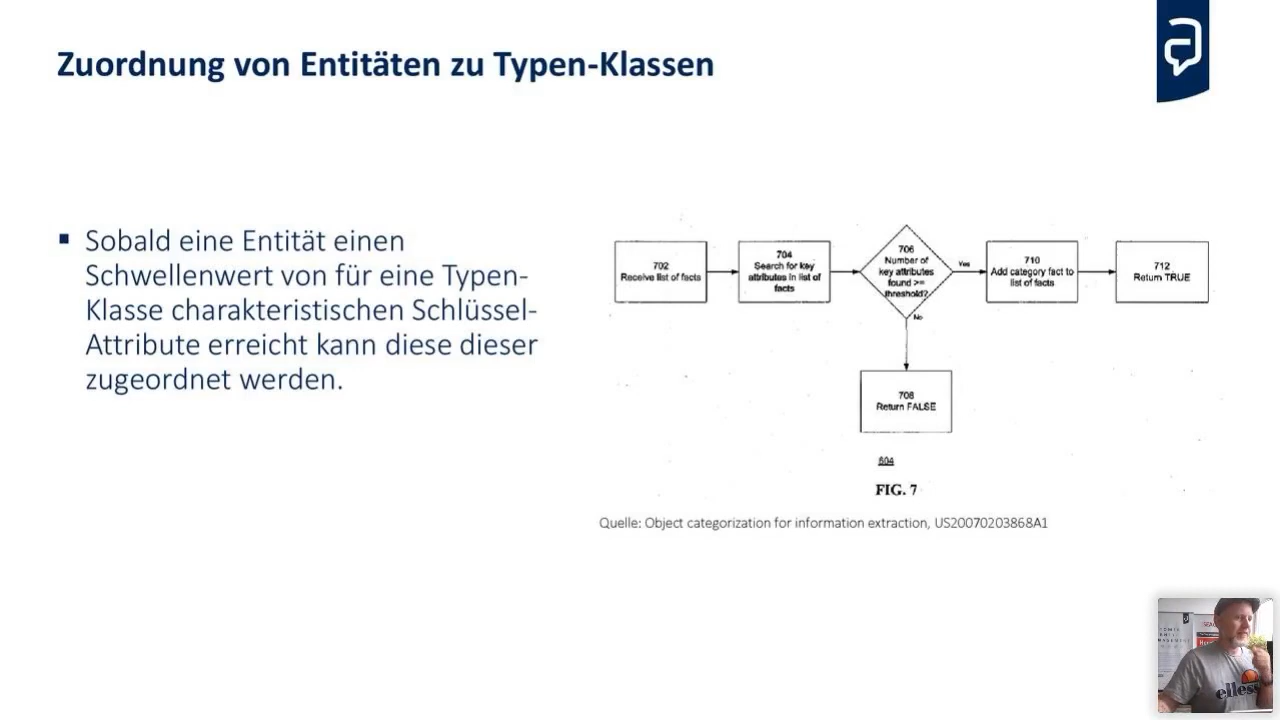 Zuordnung von Entitäten zu Typen-Klassen
▪ Sobald eine Entität einen
Schwellenwert von für eine Typen-
Klasse charakteristischen Schlüssel-
Attribute erreicht kann diese dieser
zugeordnet werden.
702
Receive list of facts
704
Search for key
attributes in list of
facts
706
Number of
key attributes
found >=
threshold?
Yes
710
Add category fact to
list of facts
712
Return TRUE
No
708
Return FALSE
604
FIG. 7
Quelle: Object categorization for information extraction, US20070203868A1
elless